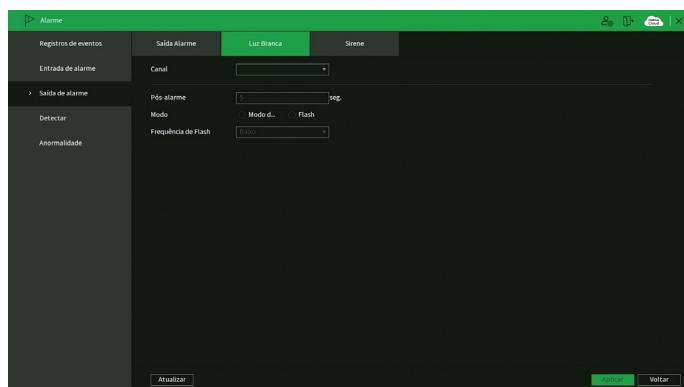 Alarme
Registros de eventos
Saída Alarme
Luz Branca
Sirene
Entrada de alarme
Canal
Saída de alarme
Pós-alarme
5
seg.
Detectar
Modo
Modo d...
Flash
Frequência de Flash
Baixo
Anormalidade
Atualizar
Aplicar
Voltar